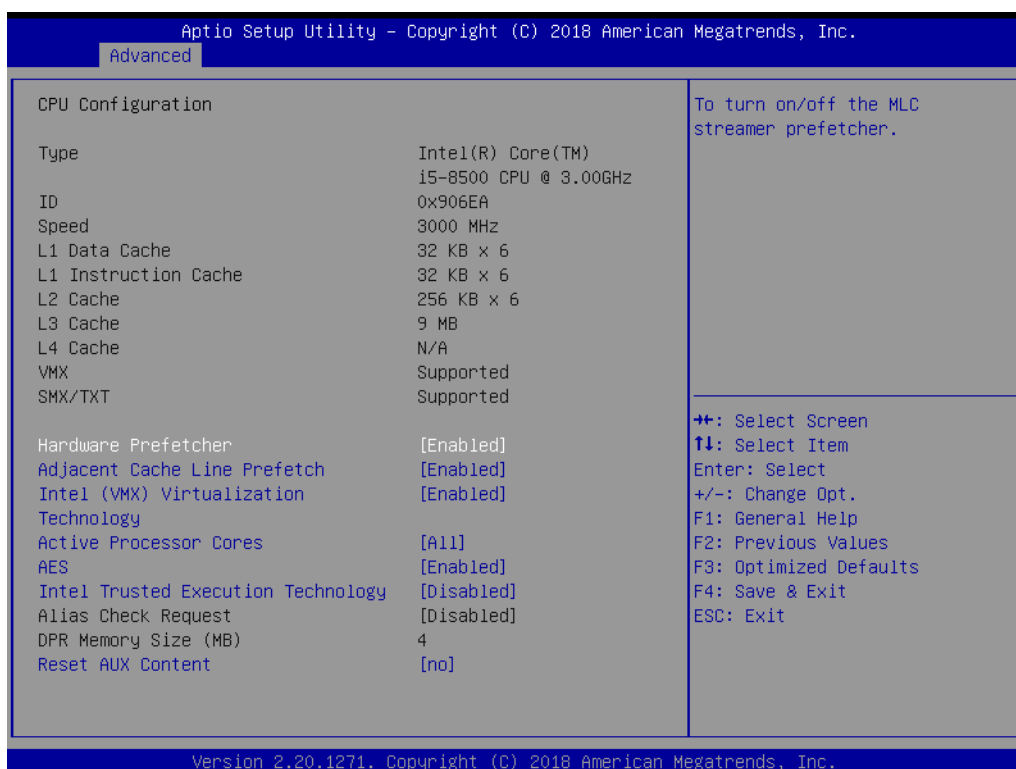 Aptio Setup Utility – Copyright (C) 2018 American Megatrends, Inc.
Advanced
CPU Configuration
Type Intel(R) Core(TM)
i5-8500 CPU @ 3.00GHz
ID 0x906EA
Speed 3000 MHz
L1 Data Cache 32 KB x 6
L1 Instruction Cache 32 KB x 6
L2 Cache 256 KB x 6
L3 Cache 9 MB
L4 Cache N/A
VMX Supported
SMX/TXT Supported
Hardware Prefetcher [Enabled]
Adjacent Cache Line Prefetch [Enabled]
Intel (VMX) Virtualization [Enabled]
Technology
Active Processor Cores [All]
AES [Enabled]
Intel Trusted Execution Technology [Disabled]
Alias Check Request [Disabled]
DPR Memory Size (MB) 4
Reset AUX Content [no]
To turn on/off the MLC
streamer prefetcher.
→←: Select Screen
↑↓: Select Item
Enter: Select
+/-: Change Opt.
F1: General Help
F2: Previous Values
F3: Optimized Defaults
F4: Save & Exit
ESC: Exit
Version 2.20.1271. Copyright (C) 2018 American Megatrends, Inc.